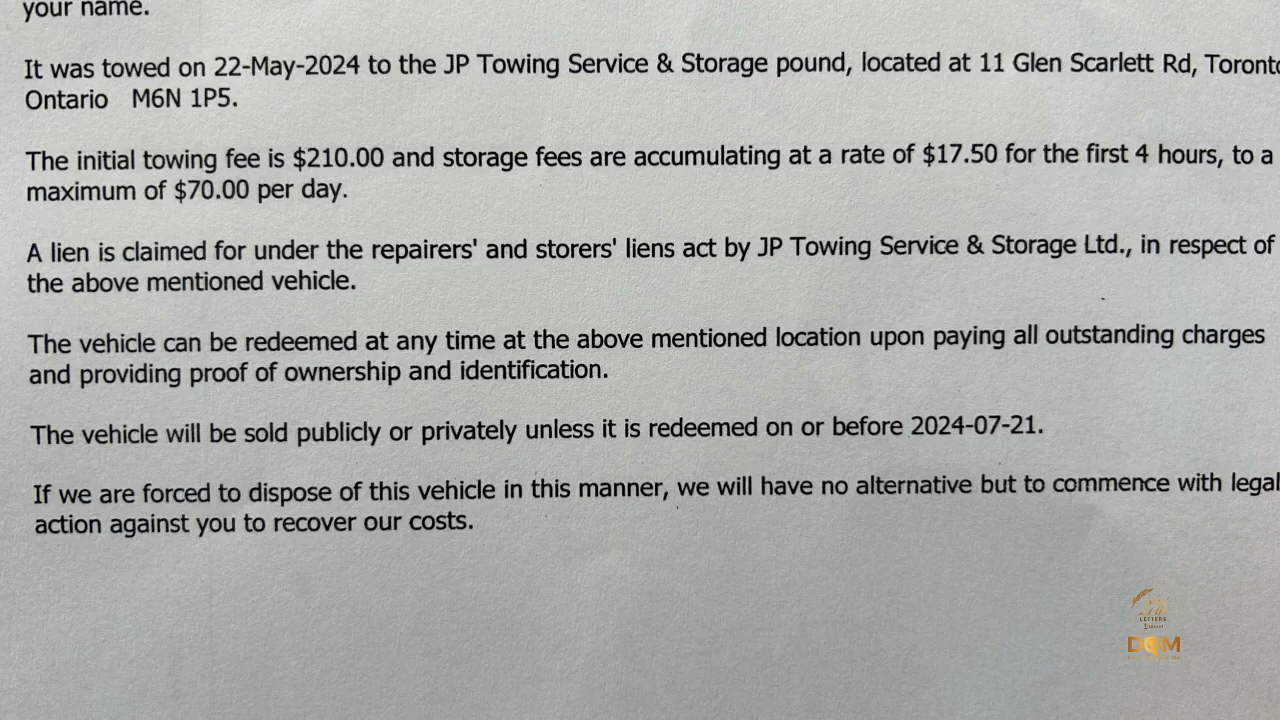 your name.
It was towed on 22-May-2024 to the JP Towing Service & Storage pound, located at 11 Glen Scarlett Rd, Toronto
Ontario M6N 1P5.
The initial towing fee is $210.00 and storage fees are accumulating at a rate of $17.50 for the first 4 hours, to a
maximum of $70.00 per day.
A lien is claimed for under the repairers' and storers' liens act by JP Towing Service & Storage Ltd., in respect of
the above mentioned vehicle.
The vehicle can be redeemed at any time at the above mentioned location upon paying all outstanding charges
and providing proof of ownership and identification.
The vehicle will be sold publicly or privately unless it is redeemed on or before 2024-07-21.
If we are forced to dispose of this vehicle in this manner, we will have no alternative but to commence with legal
action against you to recover our costs.
LETTERS
DQM